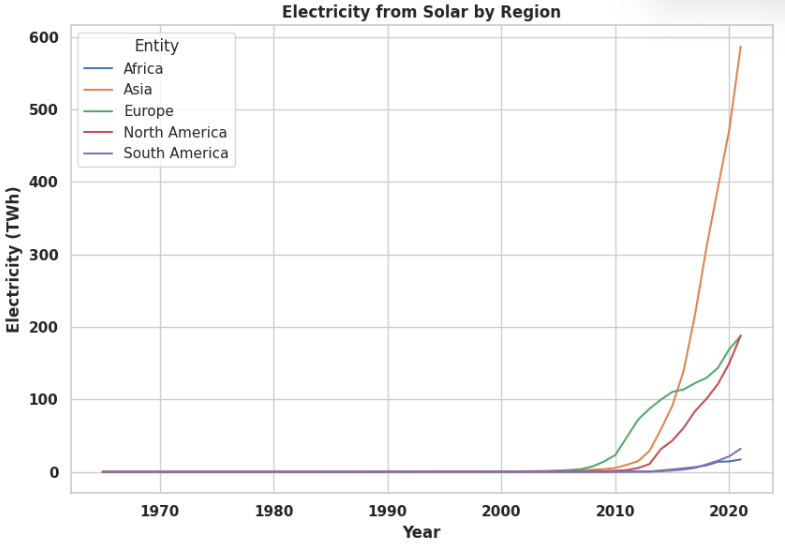 Electricity from Solar by Region
Entity
Africa
Asia
Europe
North America
South America
Electricity (TWh)
600
500
400
300
200
100
0
1970 1980 1990 2000 2010 2020
Year